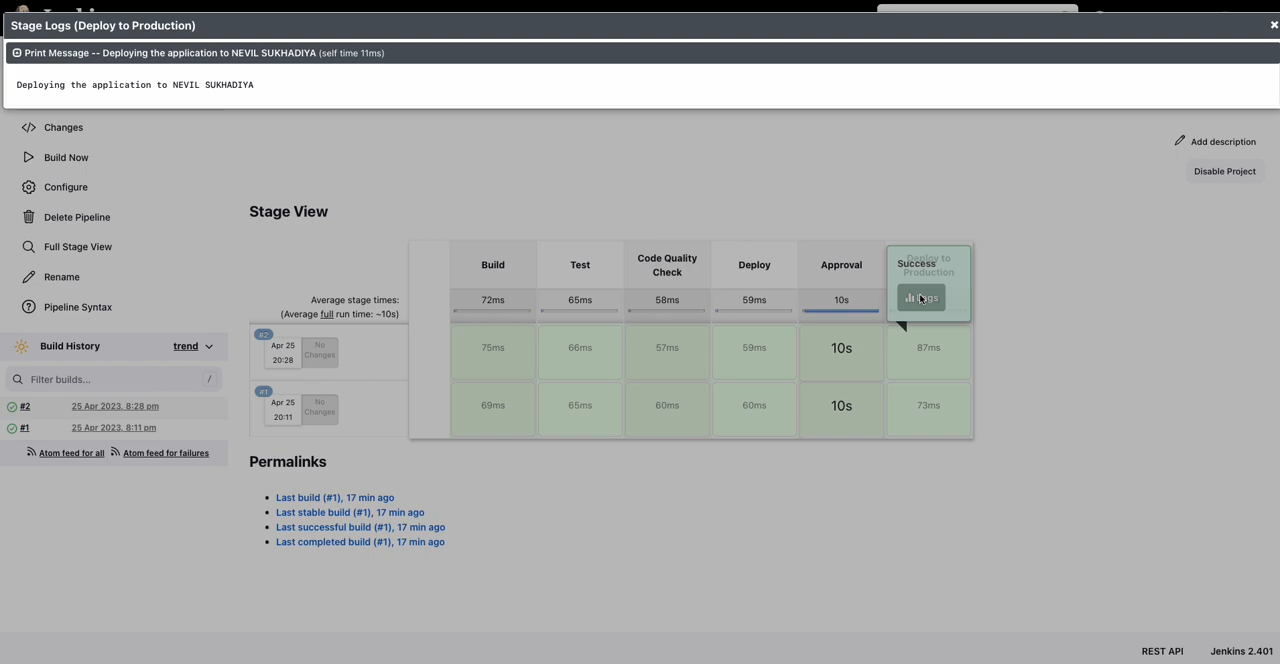 Stage Logs (Deploy to Production)
Print Message -- Deploying the application to NEVIL SUKHADIYA (self time 11ms)
Deploying the application to NEVIL SUKHADIYA
Changes
Build Now
Configure
Delete Pipeline
Full Stage View
Rename
Pipeline Syntax
Build History
trend
Filter builds...
/
#2 25 Apr 2023, 8:28 pm
#1 25 Apr 2023, 8:11 pm
Atom feed for all Atom feed for failures
Add description
Disable Project
Stage View
Build Test Code Quality Check Deploy Approval Deploy to Production
Success
Average stage times: 72ms 65ms 58ms 59ms 10s
(Average full run time: ~10s)
#2
Apr 25
20:28
No
Changes
75ms 66ms 57ms 59ms 10s 87ms
#1
Apr 25
20:11
No
Changes
69ms 65ms 60ms 60ms 10s 73ms
Permalinks
Last build (#1), 17 min ago
Last stable build (#1), 17 min ago
Last successful build (#1), 17 min ago
Last completed build (#1), 17 min ago
REST API Jenkins 2.401